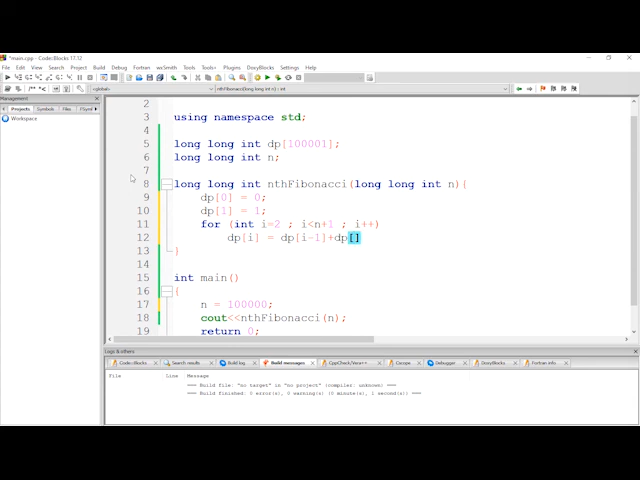 *main.cpp - Code::Blocks 17.12
File Edit View Search Project Build Debug Fortran wxSmith Tools Tools+ Plugins DoxyBlocks Settings Help
<global> nthFibonacci(long long int n) : int
Management
Projects Symbols Files FSymb
Workspace
2
3 using namespace std;
4
5 long long int dp[100001];
6 long long int n;
7
8 long long int nthFibonacci(long long int n){
9 dp[0] = 0;
10 dp[1] = 1;
11 for (int i=2 ; i<n+1 ; i++)
12 dp[i] = dp[i-1]+dp[]
13 }
14
15 int main()
16 {
17 n = 100000;
18 cout<<nthFibonacci(n);
19 return 0;
Logs & others
Code::Blocks Search results Build log Build messages CppCheck/Vera++ Cscope Debugger DoxyBlocks Fortran info
File Line Message
=== Build file: "no target" in "no project" (compiler: unknown) ===
=== Build finished: 0 error(s), 0 warning(s) (0 minute(s), 1 second(s)) ===